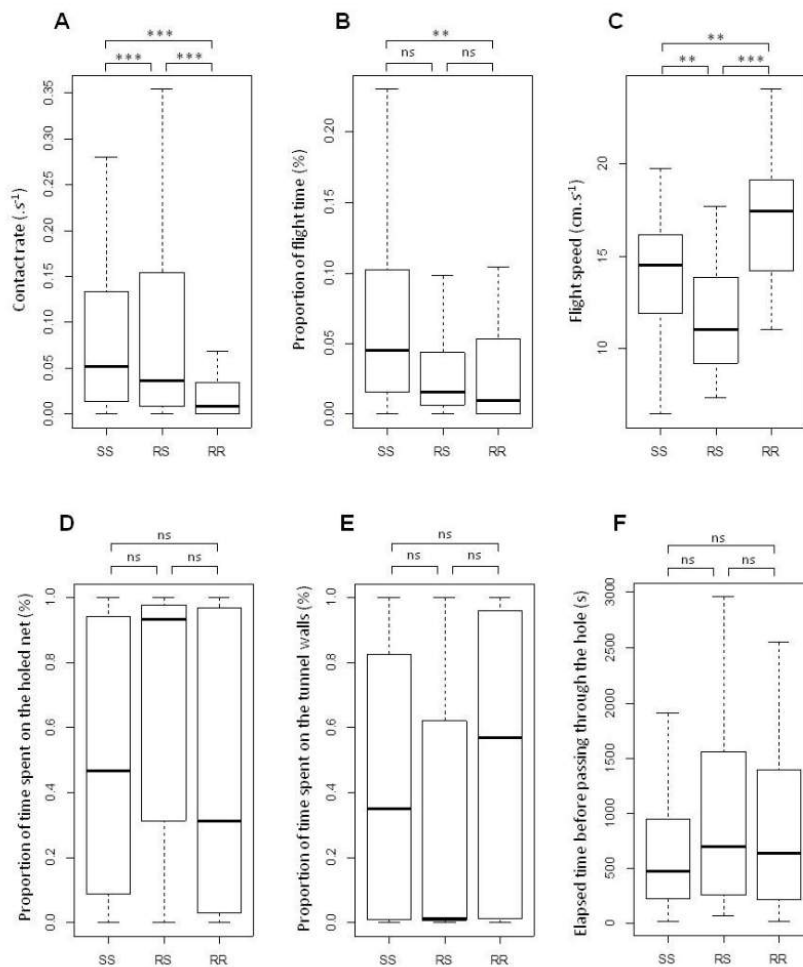 A
***
*** ***
Contact rate (.s⁻¹)
0.35
0.30
0.25
0.20
0.15
0.10
0.05
0.00
SS RS RR
B
**
ns ns
Proportion of flight time (%)
0.20
0.15
0.10
0.05
0.00
SS RS RR
C
**
** ***
Flight speed (cm.s⁻¹)
20
15
10
SS RS RR
D
ns
ns ns
Proportion of time spent on the holed net (%)
1.0
0.8
0.6
0.4
0.2
0.0
SS RS RR
E
ns
ns ns
Proportion of time spent on the tunnel walls (%)
1.0
0.8
0.6
0.4
0.2
0.0
SS RS RR
F
ns
ns ns
Elapsed time before passing through the hole (s)
3000
2500
2000
1500
1000
500
0
SS RS RR